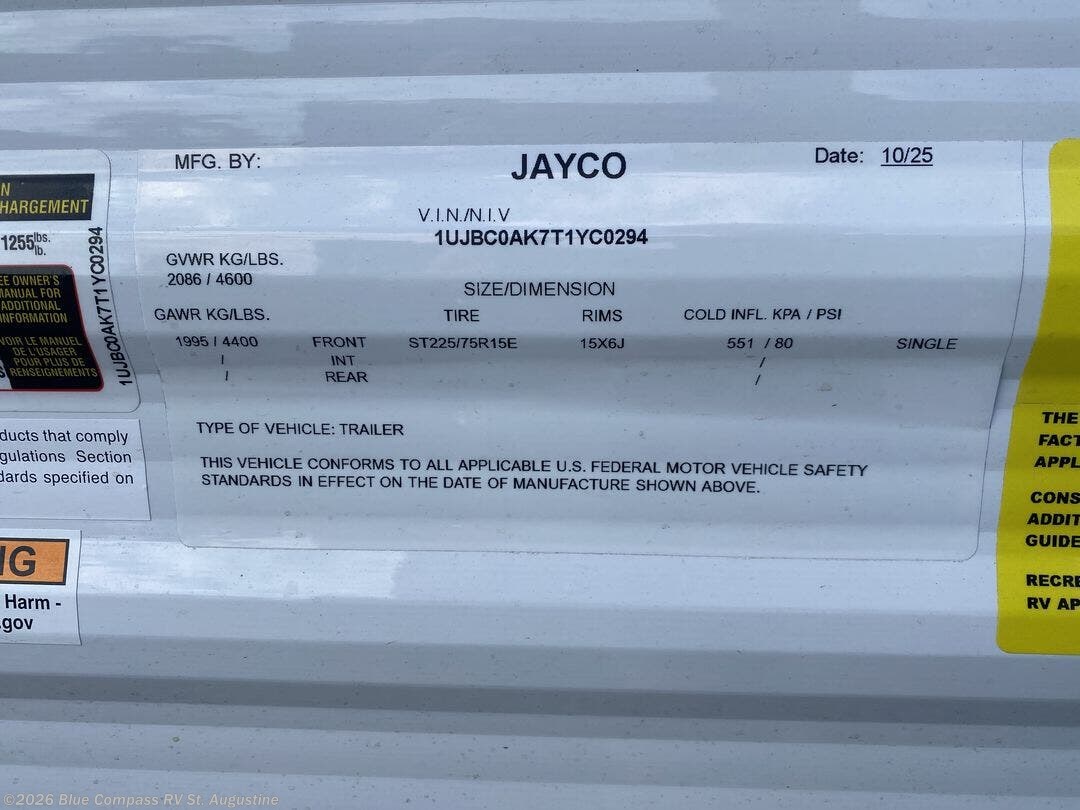 MFG. BY: JAYCO Date: 10/25
V.I.N./N.I.V
1UJBC0AK7T1YC0294
GVWR KG/LBS.
2086 / 4600
SIZE/DIMENSION
GAWR KG/LBS. TIRE RIMS COLD INFL. KPA / PSI
1995 / 4400 FRONT ST225/75R15E 15X6J 551 / 80 SINGLE
/ INT /
/ REAR /
TYPE OF VEHICLE: TRAILER
THIS VEHICLE CONFORMS TO ALL APPLICABLE U.S. FEDERAL MOTOR VEHICLE SAFETY
STANDARDS IN EFFECT ON THE DATE OF MANUFACTURE SHOWN ABOVE.
N
HARGEMENT
1255 lbs.
lb.
EE OWNER'S
MANUAL FOR
ADDITIONAL
INFORMATION
VOIR LE MANUEL
DE L'USAGER
POUR PLUS DE
RENSEIGNEMENTS
1UJBC0AK7T1YC0294
ducts that comply
gulations Section
dards specified on
NG
Harm -
.gov
THE
FACT
APPL
CONS
ADDIT
GUIDE
RECRE
RV AP
©2026 Blue Compass RV St. Augustine